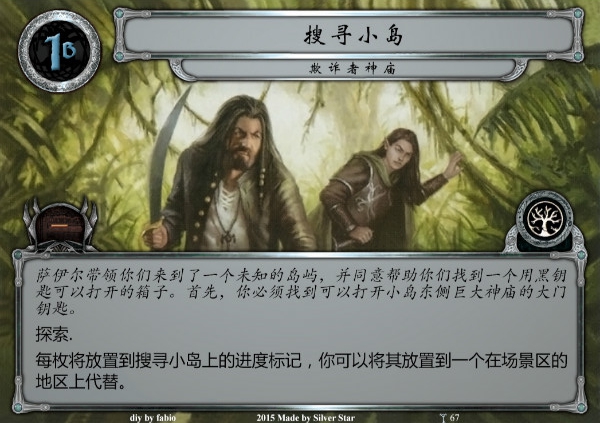 1B
搜寻小岛
欺诈者神庙
萨伊尔带领你们来到了一个未知的岛屿，并同意帮助你们找到一个用黑钥
匙可以打开的箱子。首先，你必须找到可以打开小岛东侧巨大神庙的大门
钥匙。
探索.
每枚将放置到搜寻小岛上的进度标记，你可以将其放置到一个在场景区的
地区上代替。
diy by fabio
2015 Made by Silver Star
67